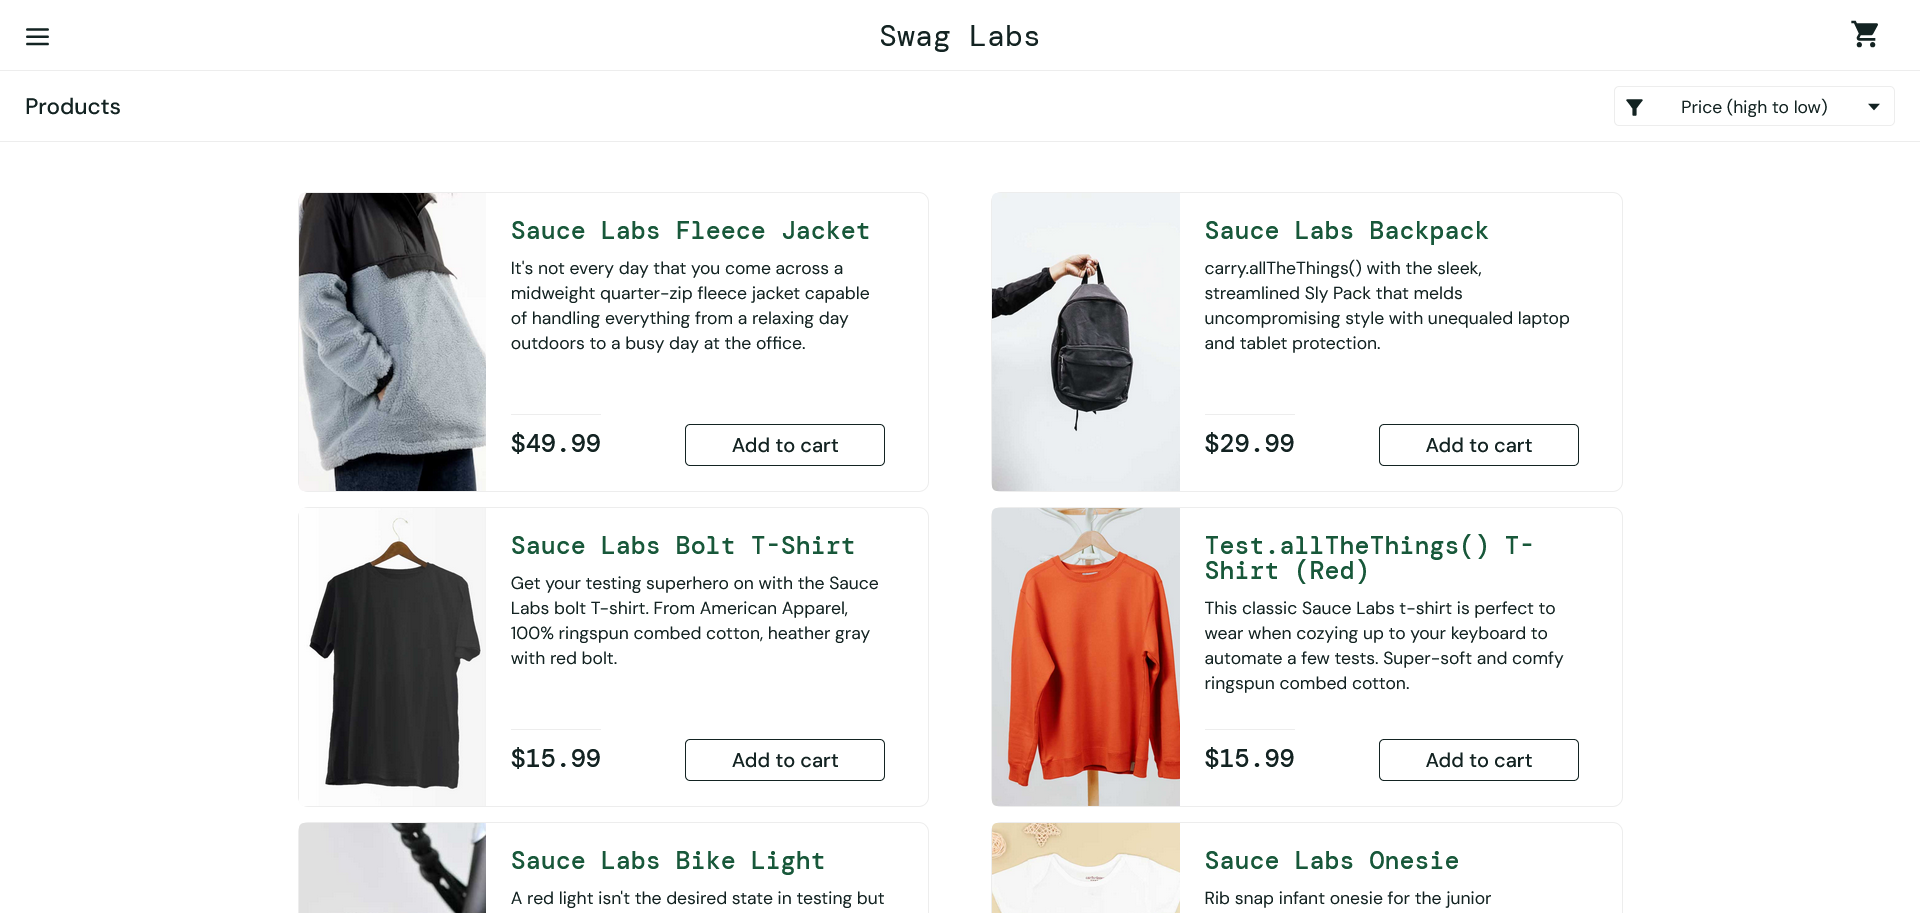 Swag Labs
Products
Price (high to low)
Sauce Labs Fleece Jacket
It's not every day that you come across a
midweight quarter-zip fleece jacket capable
of handling everything from a relaxing day
outdoors to a busy day at the office.
$49.99
Add to cart
Sauce Labs Backpack
carry.allTheThings() with the sleek,
streamlined Sly Pack that melds
uncompromising style with unequaled laptop
and tablet protection.
$29.99
Add to cart
Sauce Labs Bolt T-Shirt
Get your testing superhero on with the Sauce
Labs bolt T-shirt. From American Apparel,
100% ringspun combed cotton, heather gray
with red bolt.
$15.99
Add to cart
Test.allTheThings() T-
Shirt (Red)
This classic Sauce Labs t-shirt is perfect to
wear when cozying up to your keyboard to
automate a few tests. Super-soft and comfy
ringspun combed cotton.
$15.99
Add to cart
Sauce Labs Bike Light
A red light isn't the desired state in testing but
Sauce Labs Onesie
Rib snap infant onesie for the junior